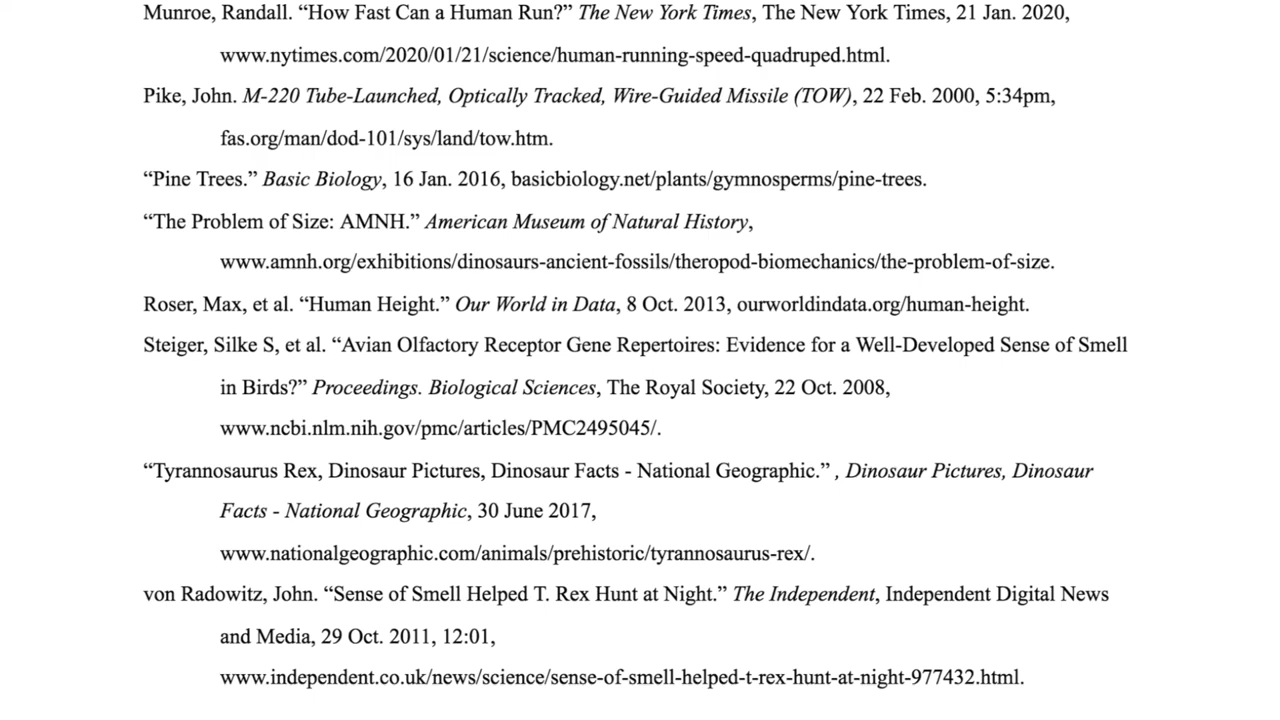 Munroe, Randall. “How Fast Can a Human Run?” The New York Times, The New York Times, 21 Jan. 2020,
www.nytimes.com/2020/01/21/science/human-running-speed-quadruped.html.
Pike, John. M-220 Tube-Launched, Optically Tracked, Wire-Guided Missile (TOW), 22 Feb. 2000, 5:34pm,
fas.org/man/dod-101/sys/land/tow.htm.
“Pine Trees.” Basic Biology, 16 Jan. 2016, basicbiology.net/plants/gymnosperms/pine-trees.
“The Problem of Size: AMNH.” American Museum of Natural History,
www.amnh.org/exhibitions/dinosaurs-ancient-fossils/theropod-biomechanics/the-problem-of-size.
Roser, Max, et al. “Human Height.” Our World in Data, 8 Oct. 2013, ourworldindata.org/human-height.
Steiger, Silke S, et al. “Avian Olfactory Receptor Gene Repertoires: Evidence for a Well-Developed Sense of Smell
in Birds?” Proceedings. Biological Sciences, The Royal Society, 22 Oct. 2008,
www.ncbi.nlm.nih.gov/pmc/articles/PMC2495045/.
“Tyrannosaurus Rex, Dinosaur Pictures, Dinosaur Facts - National Geographic.” , Dinosaur Pictures, Dinosaur
Facts - National Geographic, 30 June 2017,
www.nationalgeographic.com/animals/prehistoric/tyrannosaurus-rex/.
von Radowitz, John. “Sense of Smell Helped T. Rex Hunt at Night.” The Independent, Independent Digital News
and Media, 29 Oct. 2011, 12:01,
www.independent.co.uk/news/science/sense-of-smell-helped-t-rex-hunt-at-night-977432.html.